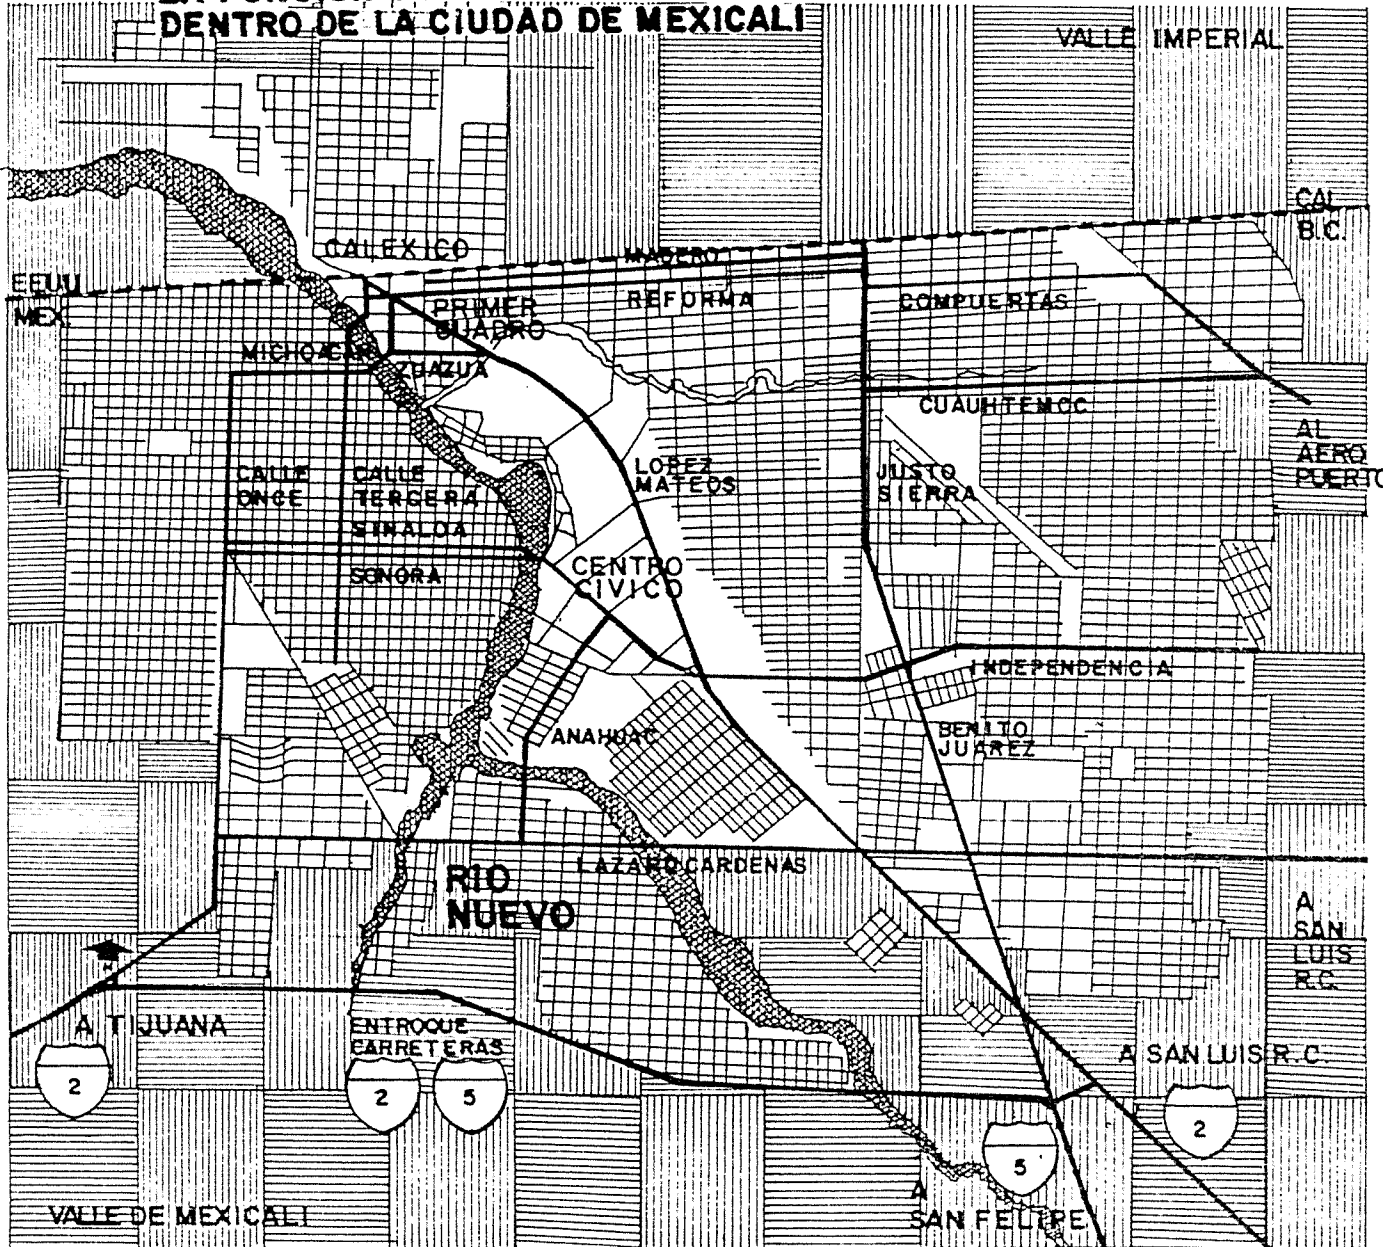 DENTRO DE LA CIUDAD DE MEXICALI
VALLE IMPERIAL
CAL.
B.C.
CALEXICO
MADERO
EEUU
MEX.
PRIMER
CUADRO
REFORMA
COMPUERTAS
MICHOACAN
ZUAZUA
CUAUHTEMOC
AL
AERO
PUERTO
CALLE
ONCE
CALLE
TERCERA
SINALOA
LOPEZ
MATEOS
JUSTO
SIERRA
SONORA
CENTRO
CIVICO
INDEPENDENCIA
ANAHUAC
BENITO
JUAREZ
LAZARO CARDENAS
RIO
NUEVO
A
SAN
LUIS
R.C.
A TIJUANA
2
ENTROQUE
CARRETERAS
2
5
A SAN LUIS R.C.
2
5
A
SAN FELIPE
VALLE DE MEXICALI